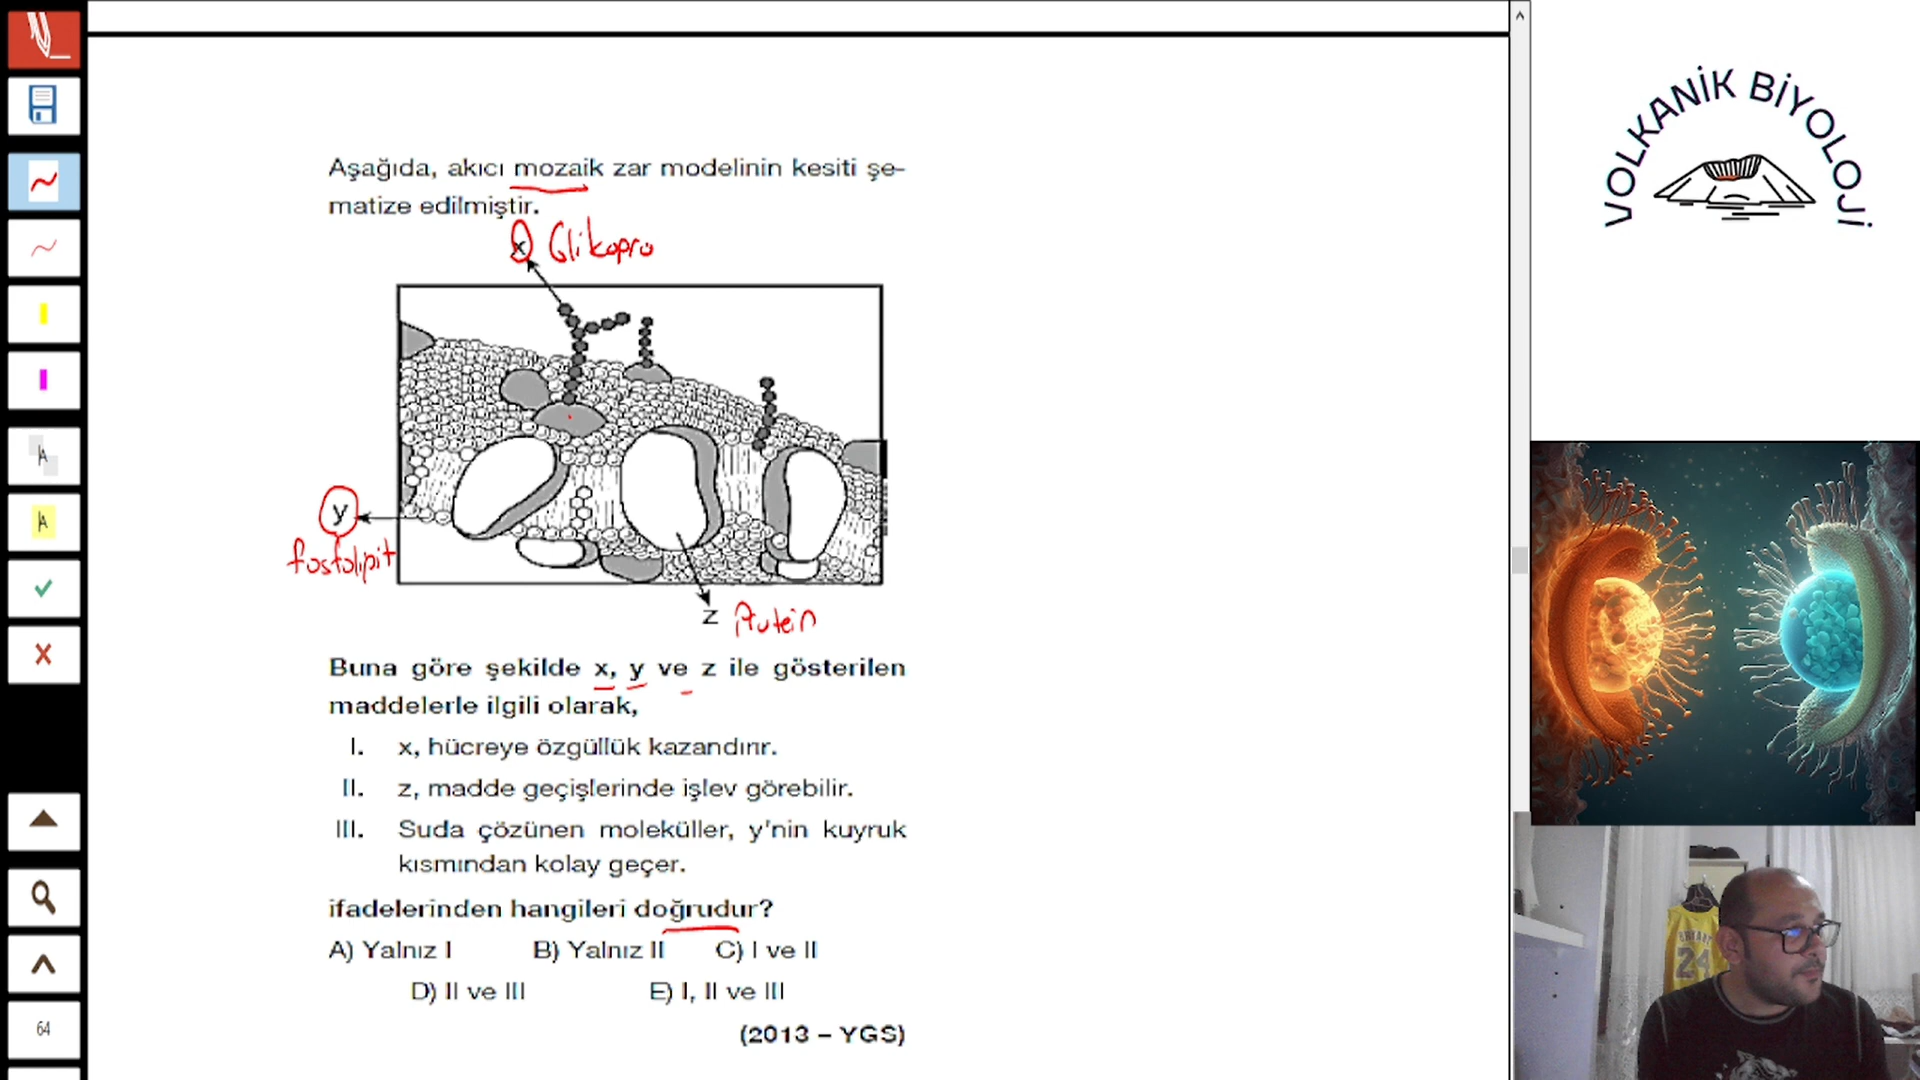 VOLKANİK BİYOLOJİ
Aşağıda, akıcı mozaik zar modelinin kesiti şe-
matize edilmiştir.
x Glikopro
y
fosfolipit
z Protein
Buna göre şekilde x, y ve z ile gösterilen
maddelerle ilgili olarak,
I. x, hücreye özgüllük kazandırır.
II. z, madde geçişlerinde işlev görebilir.
III. Suda çözünen moleküller, y'nin kuyruk
kısmından kolay geçer.
ifadelerinden hangileri doğrudur?
A) Yalnız I B) Yalnız II C) I ve II
D) II ve III E) I, II ve III
(2013 – YGS)
A
A
64
24